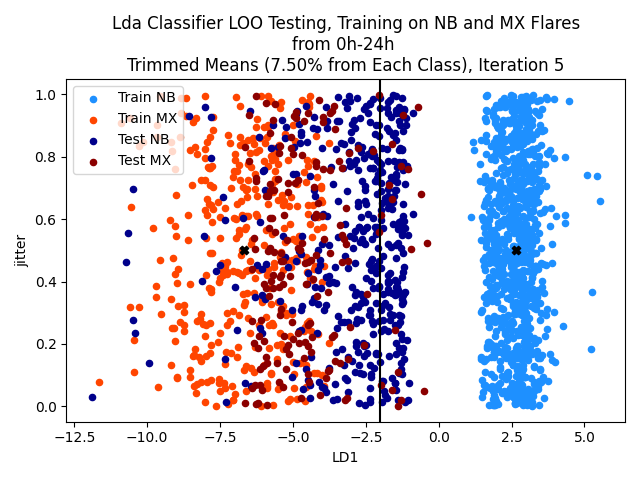 Lda Classifier LOO Testing, Training on NB and MX Flares
from 0h-24h
Trimmed Means (7.50% from Each Class), Iteration 5
Train NB
Train MX
Test NB
Test MX
jitter
1.0
0.8
0.6
0.4
0.2
0.0
−12.5 −10.0 −7.5 −5.0 −2.5 0.0 2.5 5.0
LD1